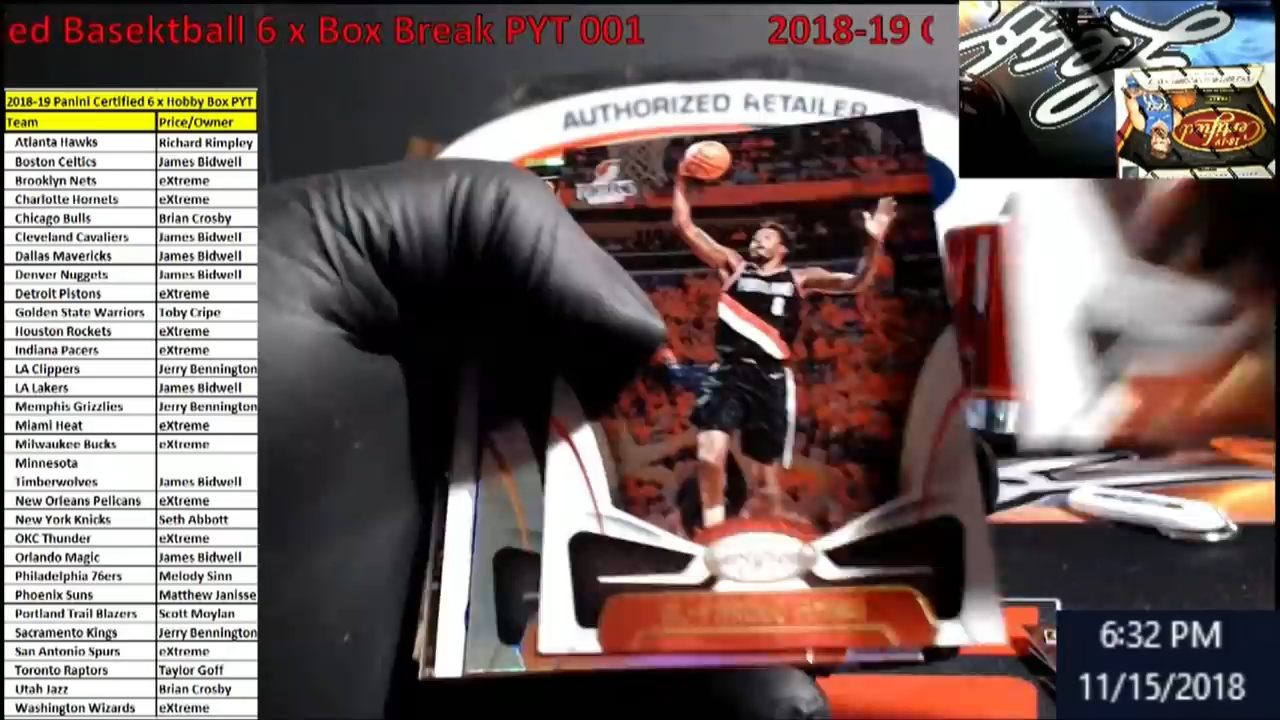 ed Basektball 6 x Box Break PYT 001 2018-19 (
AUTHORIZED RETAILER
2018-19 Panini Certified 6 x Hobby Box PYT
Team Price/Owner
Atlanta Hawks Richard Rimpley
Boston Celtics James Bidwell
Brooklyn Nets eXtreme
Charlotte Hornets eXtreme
Chicago Bulls Brian Crosby
Cleveland Cavaliers James Bidwell
Dallas Mavericks James Bidwell
Denver Nuggets James Bidwell
Detroit Pistons eXtreme
Golden State Warriors Toby Cripe
Houston Rockets eXtreme
Indiana Pacers eXtreme
LA Clippers Jerry Bennington
LA Lakers James Bidwell
Memphis Grizzlies Jerry Bennington
Miami Heat eXtreme
Milwaukee Bucks eXtreme
Minnesota
Timberwolves James Bidwell
New Orleans Pelicans eXtreme
New York Knicks Seth Abbott
OKC Thunder eXtreme
Orlando Magic James Bidwell
Philadelphia 76ers Melody Sinn
Phoenix Suns Matthew Janisse
Portland Trail Blazers Scott Moylan
Sacramento Kings Jerry Bennington
San Antonio Spurs eXtreme
Toronto Raptors Taylor Goff
Utah Jazz Brian Crosby
Washington Wizards eXtreme
18-19
Certified
6:32 PM
11/15/2018